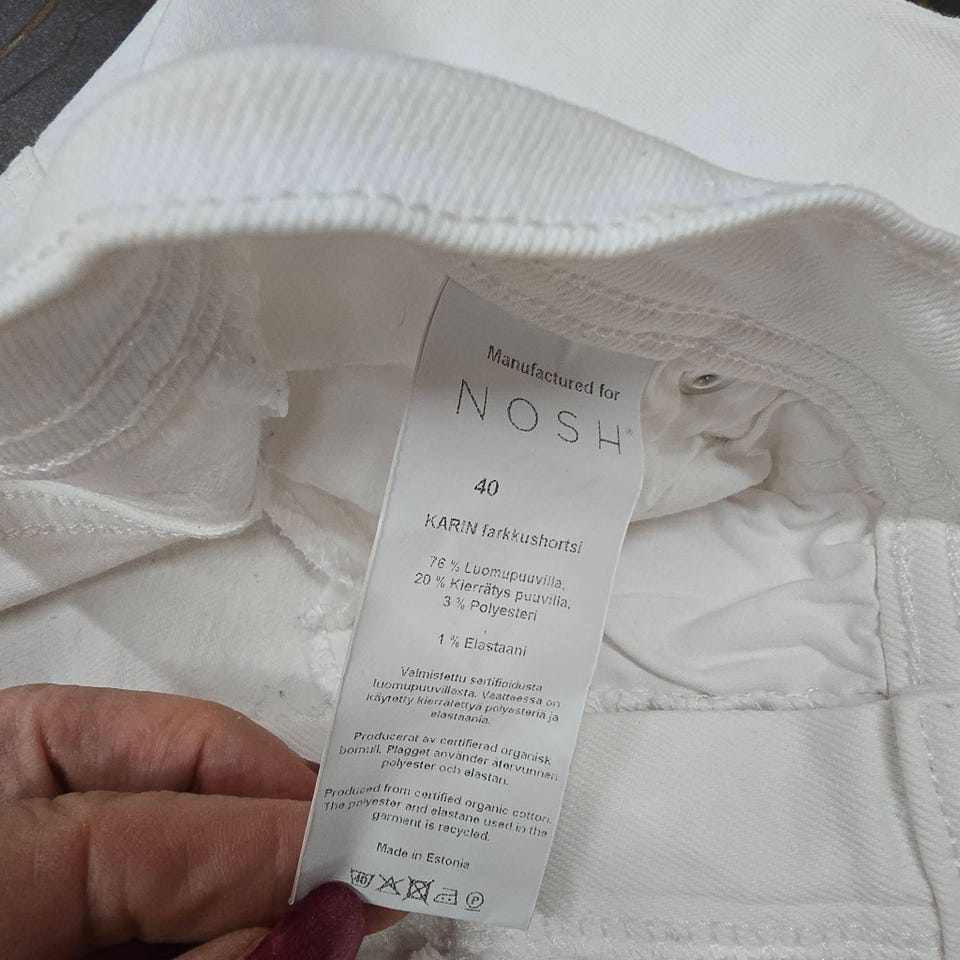 Manufactured for
NOSH®
40
KARIN farkkushortsi
76 % Luomupuuvilla,
20 % Kierrätys puuvilla,
3 % Polyesteri
,
1 % Elastaani
Valmistettu sertifioidusta
luomupuuvillasta. Vaatteessa on
käytetty kierrätettyä polyesteriä ja
elastaania.
Producerat av certifierad organisk
bomull. Plagget använder återvunnen
polyester och elastan.
Produced from certified organic cotton.
The polyester and elastane used in the
garment is recycled.
Made in Estonia
40 P